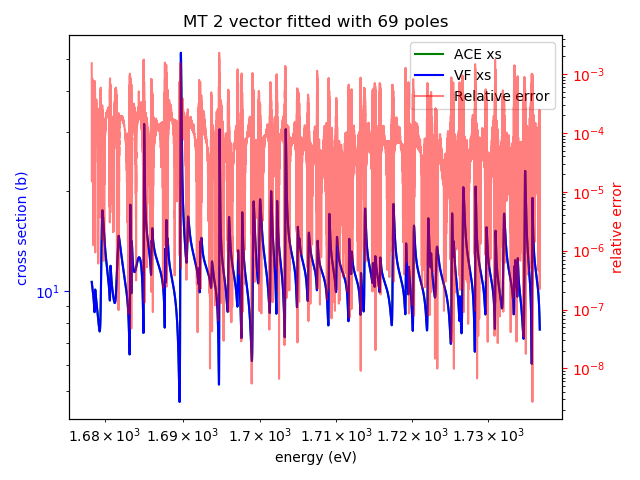 MT 2 vector fitted with 69 poles
ACE xs
VF xs
Relative error
cross section (b)
10¹
10⁻³
10⁻⁴
10⁻⁵
10⁻⁶
10⁻⁷
10⁻⁸
relative error
1.68 × 10³ 1.69 × 10³ 1.7 × 10³ 1.71 × 10³ 1.72 × 10³ 1.73 × 10³
energy (eV)